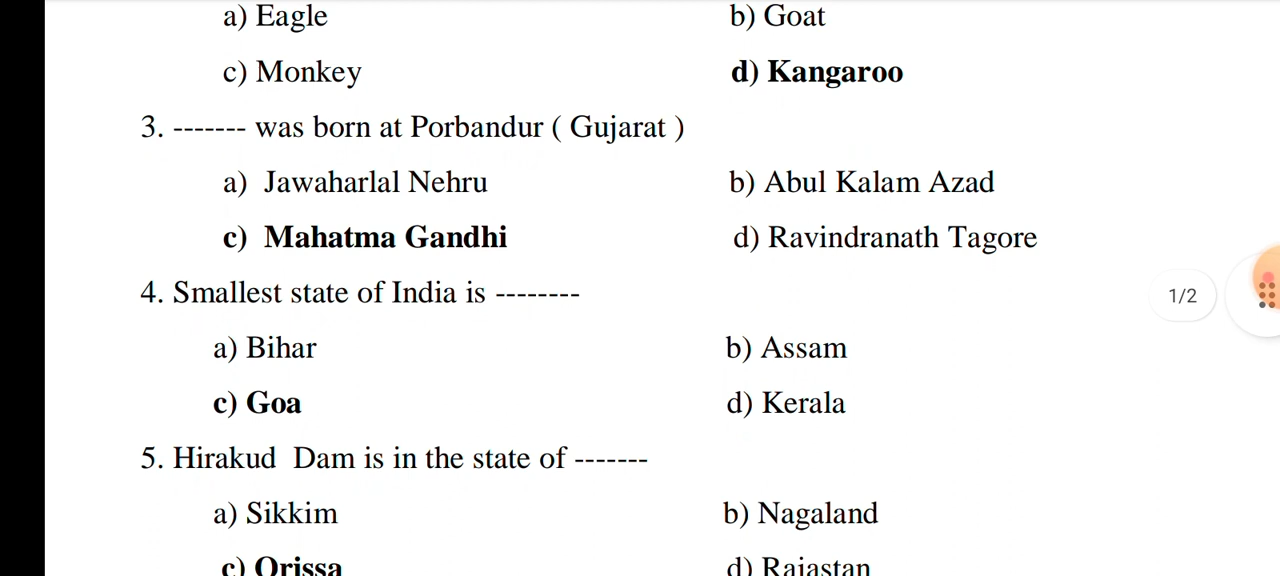 a) Eagle b) Goat
c) Monkey d) Kangaroo
3. ------- was born at Porbandur ( Gujarat )
a) Jawaharlal Nehru b) Abul Kalam Azad
c) Mahatma Gandhi d) Ravindranath Tagore
4. Smallest state of India is --------
1/2
a) Bihar b) Assam
c) Goa d) Kerala
5. Hirakud Dam is in the state of -------
a) Sikkim b) Nagaland
c) Orissa d) Rajastan